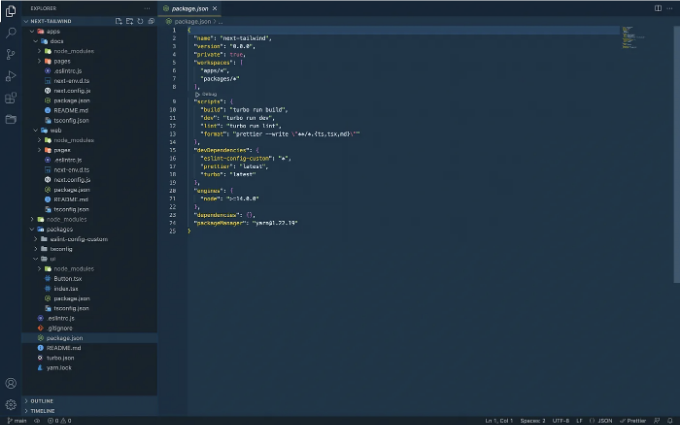 EXPLORER
NEXT-TAILWIND
apps
docs
node_modules
pages
.eslintrc.js
next-env.d.ts
next.config.js
package.json
README.md
tsconfig.json
web
node_modules
pages
.eslintrc.js
next-env.d.ts
next.config.js
package.json
README.md
tsconfig.json
node_modules
packages
eslint-config-custom
tsconfig
ui
node_modules
Button.tsx
index.tsx
package.json
tsconfig.json
.eslintrc.js
.gitignore
package.json
README.md
turbo.json
yarn.lock
OUTLINE
TIMELINE
package.json
package.json > ...
1 {
2 "name": "next-tailwind",
3 "version": "0.0.0",
4 "private": true,
5 "workspaces": [
6 "apps/*",
7 "packages/*"
8 ],
Debug
9 "scripts": {
10 "build": "turbo run build",
11 "dev": "turbo run dev",
12 "lint": "turbo run lint",
13 "format": "prettier --write \"**/*.{ts,tsx,md}\""
14 },
15 "devDependencies": {
16 "eslint-config-custom": "*",
17 "prettier": "latest",
18 "turbo": "latest"
19 },
20 "engines": {
21 "node": ">=14.0.0"
22 },
23 "dependencies": {},
24 "packageManager": "yarn@1.22.19"
25 }
main
0 0
Ln 1, Col 1
Spaces: 2
UTF-8
LF
{} JSON
Prettier